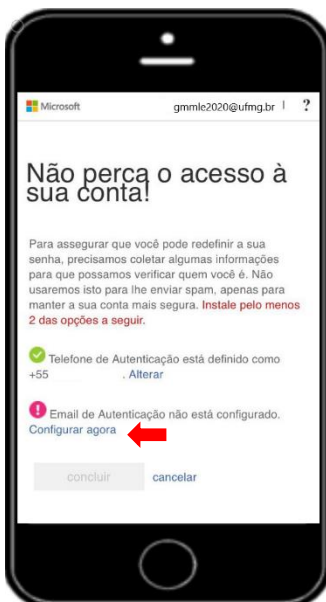 Microsoft gmmle2020@ufmg.br | ?
Não perca o acesso à
sua conta!
Para assegurar que você pode redefinir a sua
senha, precisamos coletar algumas informações
para que possamos verificar quem você é. Não
usaremos isto para lhe enviar spam, apenas para
manter a sua conta mais segura. Instale pelo menos
2 das opções a seguir.
Telefone de Autenticação está definido como
+55 . Alterar
Email de Autenticação não está configurado.
Configurar agora
concluir cancelar